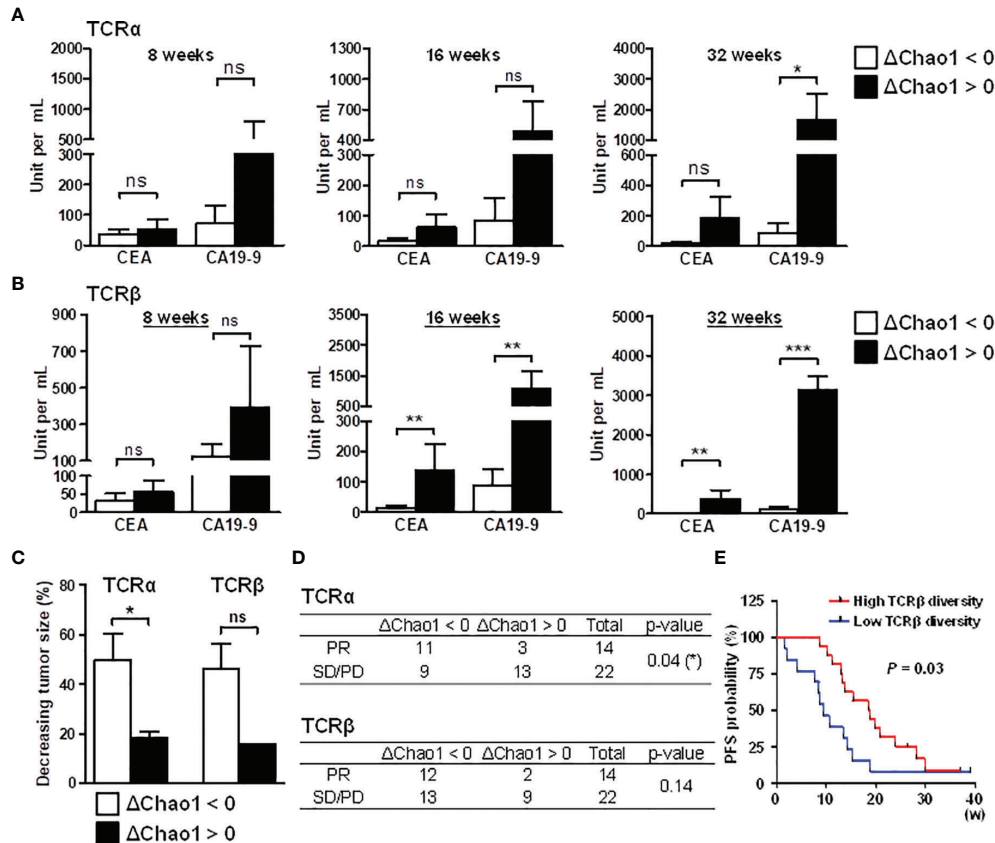 A
TCRα
8 weeks
16 weeks
32 weeks
ΔChao1 < 0
ΔChao1 > 0
Unit per mL
2000
1500
1000
500
300
200
100
0
ns
ns
CEA
CA19-9
Unit per mL
1300
1000
700
400
300
200
100
0
ns
ns
CEA
CA19-9
Unit per mL
4000
3000
2000
1000
600
400
200
0
ns
*
CEA
CA19-9
B
TCRβ
8 weeks
16 weeks
32 weeks
ΔChao1 < 0
ΔChao1 > 0
Unit per mL
900
700
500
300
100
100
50
0
ns
ns
CEA
CA19-9
Unit per mL
3500
2500
1500
500
300
200
100
0
**
**
CEA
CA19-9
Unit per mL
5000
4000
3000
2000
1000
0
**
***
CEA
CA19-9
C
TCRα
TCRβ
Decreasing tumor size (%)
80
60
40
20
0
*
ns
ΔChao1 < 0
ΔChao1 > 0
D
TCRα
ΔChao1 < 0 ΔChao1 > 0 Total p-value
PR 11 3 14
0.04 (*)
SD/PD 9 13 22
TCRβ
ΔChao1 < 0 ΔChao1 > 0 Total p-value
PR 12 2 14
0.14
SD/PD 13 9 22
E
High TCRβ diversity
Low TCRβ diversity
P = 0.03
PFS probability (%)
125
100
75
50
25
0
0 10 20 30 40
(w)